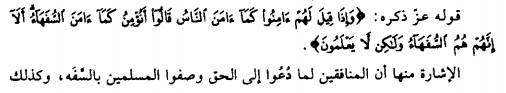 قوله عزّ ذكره: ﴿وَإِذَا قِيلَ لَهُمْ ءَامِنُوا كَمَا ءَامَنَ النَّاسُ قَالُوا أَنُؤْمِنُ كَمَا ءَامَنَ السُّفَهَاءُ أَلَا
إِنَّهُمْ هُمُ السُّفَهَاءُ وَلَكِن لَّا يَعْلَمُونَ﴾.
الإشارة منها أن المنافقين لما دُعُوا إلى الحق وصفوا المسلمين بالسَّفَه، وكذلك